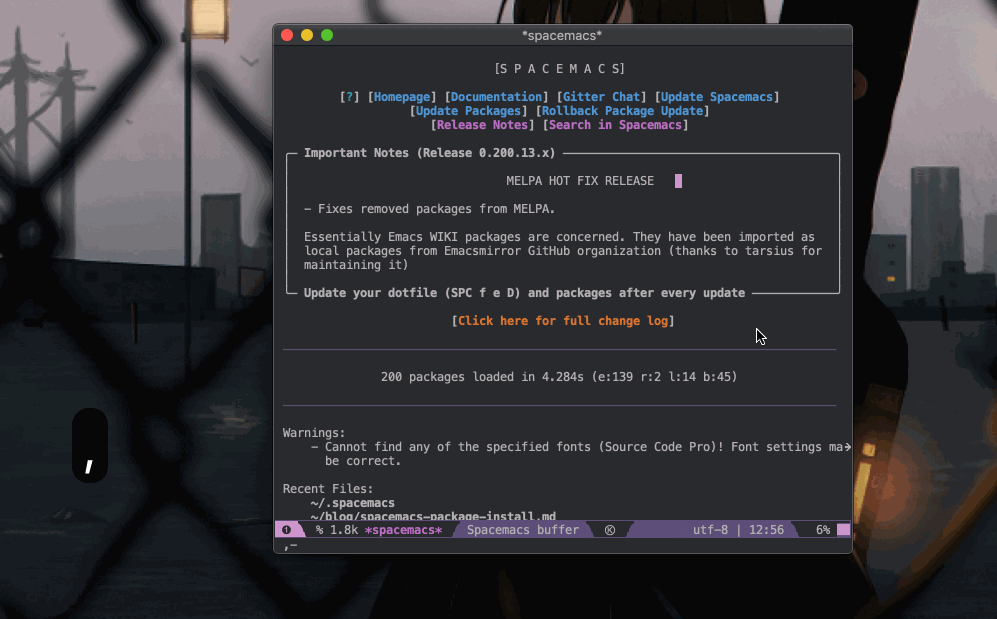 *spacemacs*
[S P A C E M A C S]
[?] [Homepage] [Documentation] [Gitter Chat] [Update Spacemacs]
[Update Packages] [Rollback Package Update]
[Release Notes] [Search in Spacemacs]
Important Notes (Release 0.200.13.x)
MELPA HOT FIX RELEASE
- Fixes removed packages from MELPA.
Essentially Emacs WIKI packages are concerned. They have been imported as
local packages from Emacsmirror GitHub organization (thanks to tarsius for
maintaining it)
Update your dotfile (SPC f e D) and packages after every update
[Click here for full change log]
200 packages loaded in 4.284s (e:139 r:2 l:14 b:45)
Warnings:
- Cannot find any of the specified fonts (Source Code Pro)! Font settings ma→
be correct.
Recent Files:
~/.spacemacs
~/blog/spacemacs-package-install.md
❶ % 1.8k *spacemacs* Spacemacs buffer Ⓚ utf-8 | 12:56 6%
,-
,